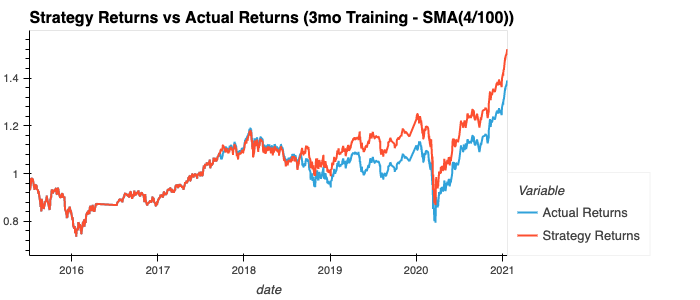 Strategy Returns vs Actual Returns (3mo Training - SMA(4/100))
1.4
1.2
1
0.8
2016
2017
2018
2019
2020
2021
date
Variable
Actual Returns
Strategy Returns